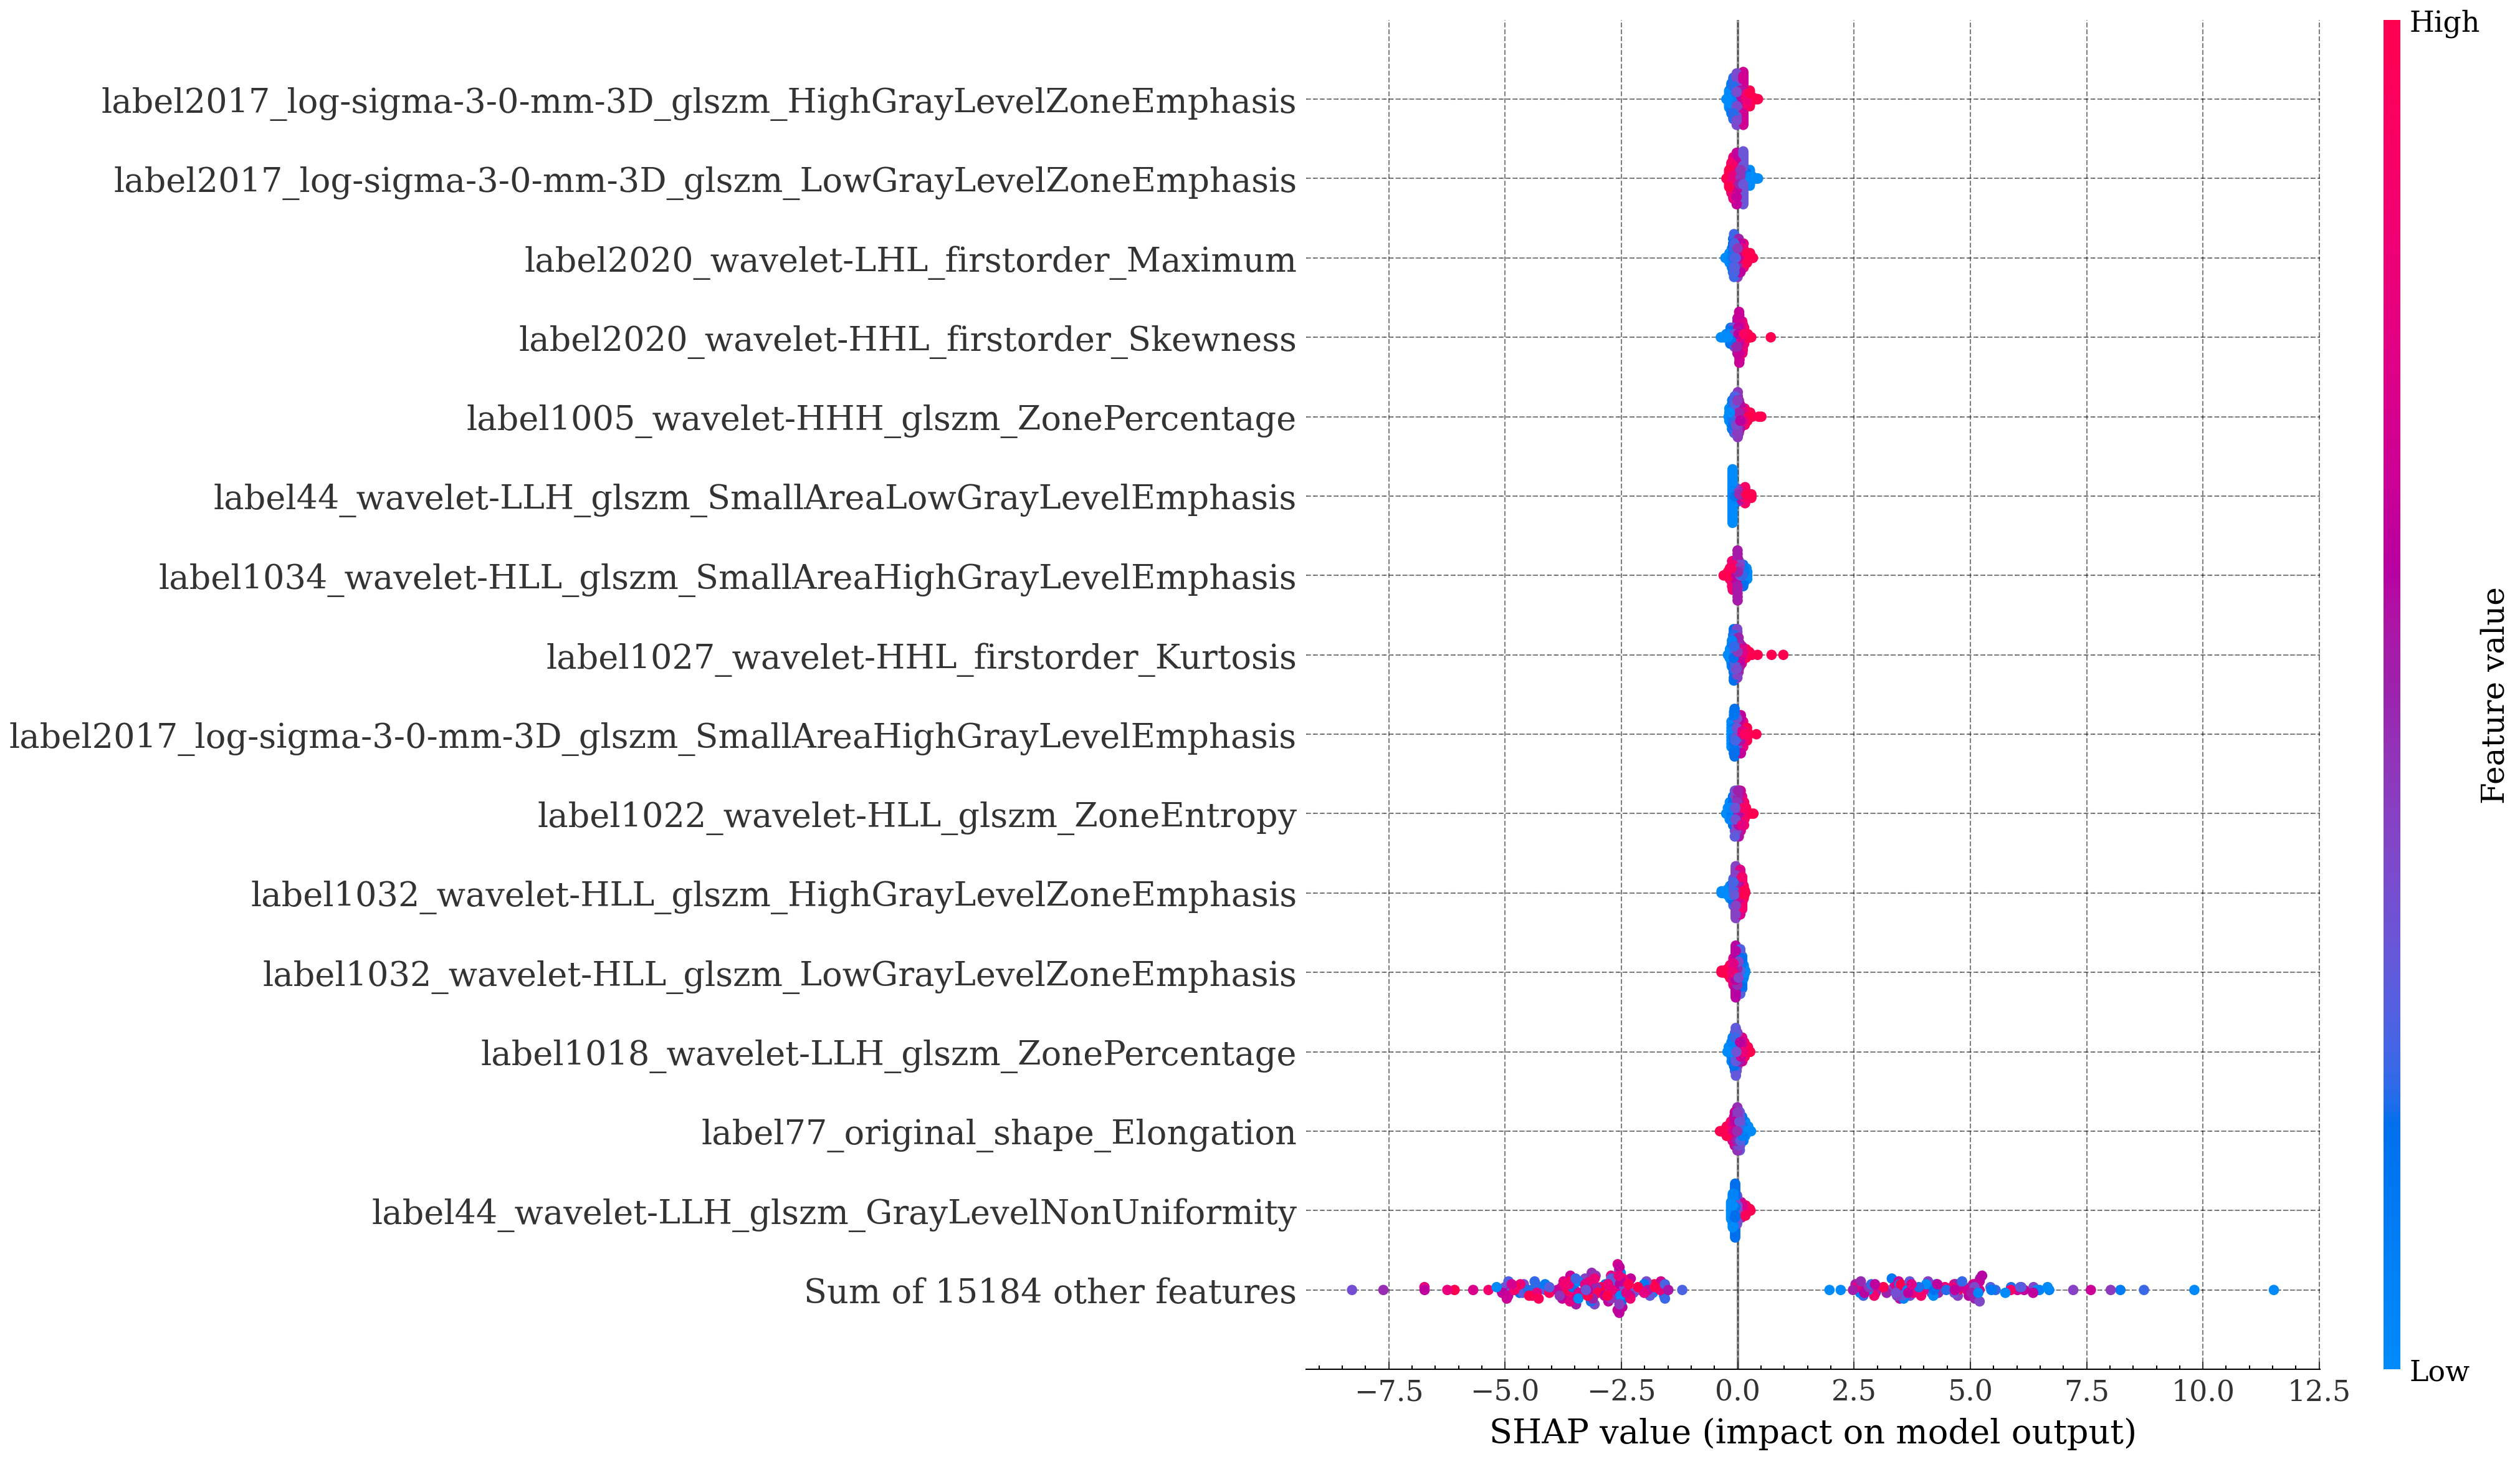 High
label2017_log-sigma-3-0-mm-3D_glszm_HighGrayLevelZoneEmphasis
label2017_log-sigma-3-0-mm-3D_glszm_LowGrayLevelZoneEmphasis
label2020_wavelet-LHL_firstorder_Maximum
label2020_wavelet-HHL_firstorder_Skewness
label1005_wavelet-HHH_glszm_ZonePercentage
label44_wavelet-LLH_glszm_SmallAreaLowGrayLevelEmphasis
label1034_wavelet-HLL_glszm_SmallAreaHighGrayLevelEmphasis
label1027_wavelet-HHL_firstorder_Kurtosis
label2017_log-sigma-3-0-mm-3D_glszm_SmallAreaHighGrayLevelEmphasis
label1022_wavelet-HLL_glszm_ZoneEntropy
label1032_wavelet-HLL_glszm_HighGrayLevelZoneEmphasis
label1032_wavelet-HLL_glszm_LowGrayLevelZoneEmphasis
label1018_wavelet-LLH_glszm_ZonePercentage
label77_original_shape_Elongation
label44_wavelet-LLH_glszm_GrayLevelNonUniformity
Sum of 15184 other features
Feature value
Low
−7.5 −5.0 −2.5 0.0 2.5 5.0 7.5 10.0 12.5
SHAP value (impact on model output)